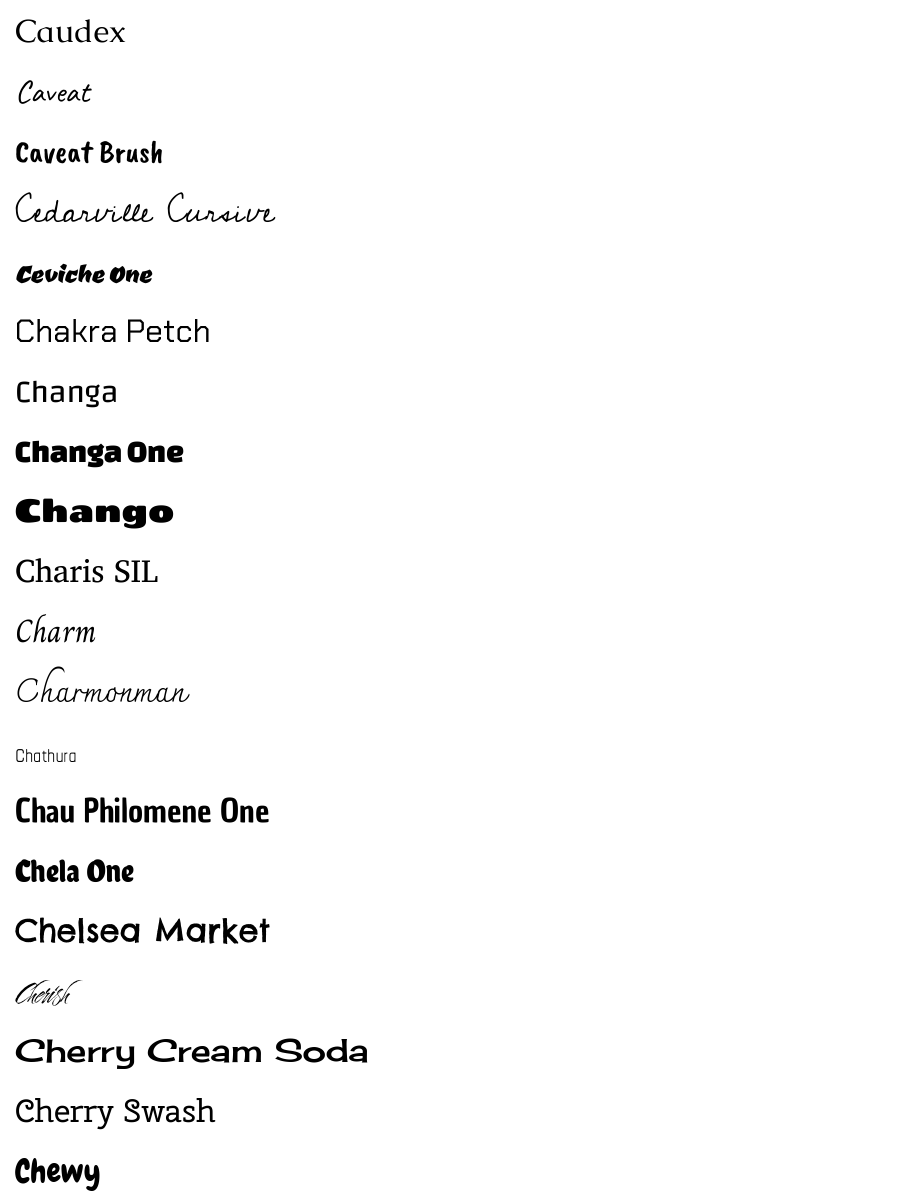 Caudex
Caveat
Caveat Brush
Cedarville Cursive
Ceviche One
Chakra Petch
Changa
Changa One
Chango
Charis SIL
Charm
Charmonman
Chathura
Chau Philomene One
Chela One
Chelsea Market
Cherish
Cherry Cream Soda
Cherry Swash
Chewy